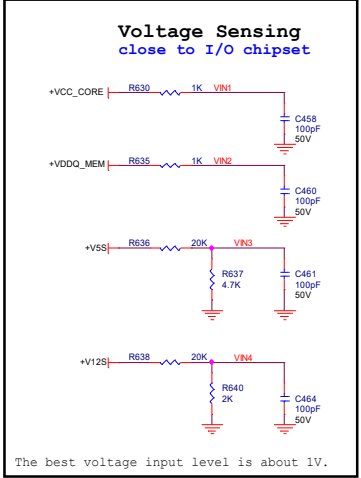 Voltage Sensing
close to I/O chipset
+VCC_CORE R630 1K VIN1
C458
100pF
50V
+VDDQ_MEM R635 1K VIN2
C460
100pF
50V
+V5S R636 20K VIN3
R637
4.7K
C461
100pF
50V
+V12S R638 20K VIN4
R640
2K
C464
100pF
50V
The best voltage input level is about 1V.